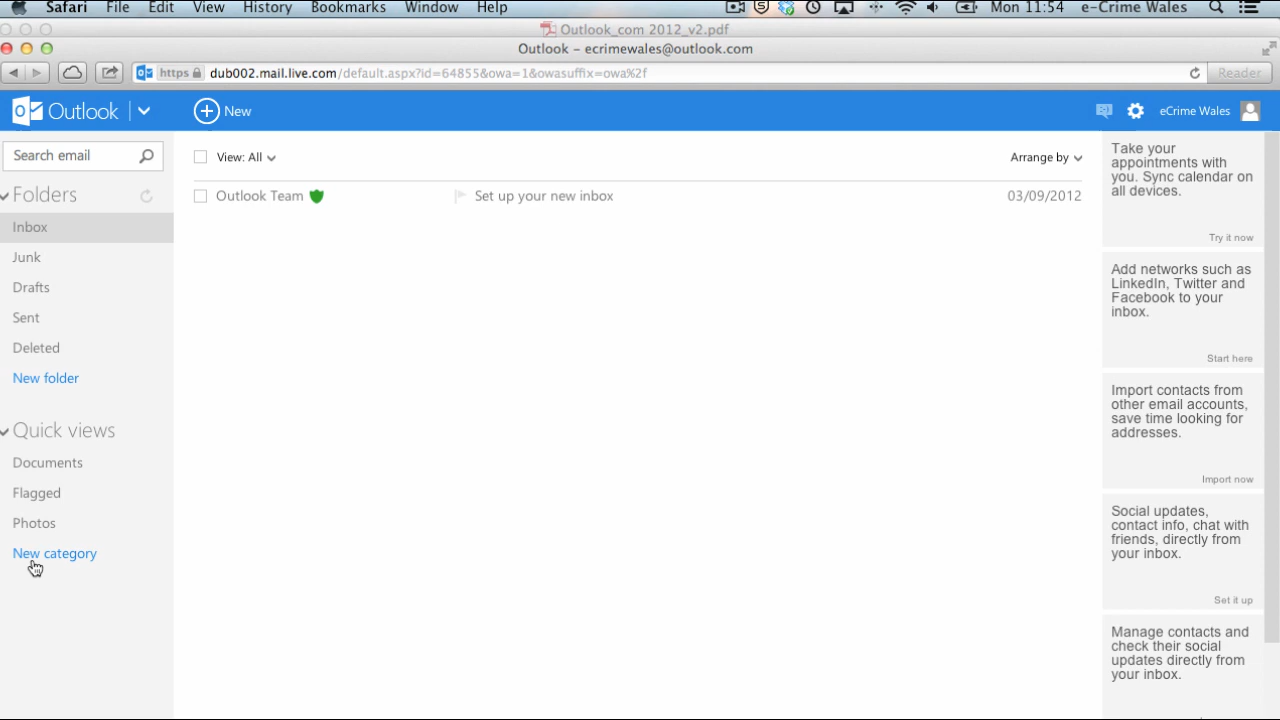 Safari File Edit View History Bookmarks Window Help Mon 11:54 e-Crime Wales
Outlook_com 2012_v2.pdf
Outlook – ecrimewales@outlook.com
https dub002.mail.live.com/default.aspx?id=64855&owa=1&owasuffix=owa%2f Reader
Outlook New eCrime Wales
Search email
Folders
Inbox
Junk
Drafts
Sent
Deleted
New folder
Quick views
Documents
Flagged
Photos
New category
View: All Arrange by
Outlook Team Set up your new inbox 03/09/2012
Take your
appointments with
you. Sync calendar on
all devices.
Try it now
Add networks such as
LinkedIn, Twitter and
Facebook to your
inbox.
Start here
Import contacts from
other email accounts,
save time looking for
addresses.
Import now
Social updates,
contact info, chat with
friends, directly from
your inbox.
Set it up
Manage contacts and
check their social
updates directly from
your inbox.